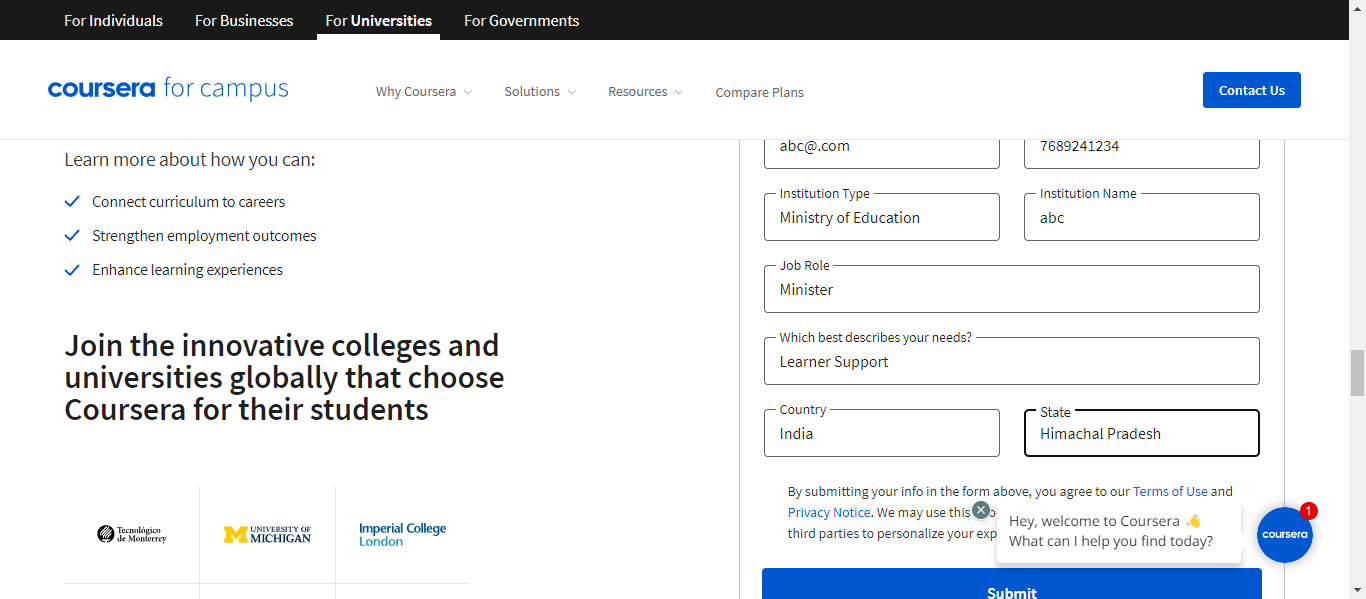 For Individuals
For Businesses
For Universities
For Governments
coursera for campus
Why Coursera
Solutions
Resources
Compare Plans
Contact Us
Learn more about how you can:
Connect curriculum to careers
Strengthen employment outcomes
Enhance learning experiences
Join the innovative colleges and
universities globally that choose
Coursera for their students
Tecnológico
de Monterrey
M UNIVERSITY OF
MICHIGAN
Imperial College
London
abc@.com
7689241234
Institution Type
Ministry of Education
Institution Name
abc
Job Role
Minister
Which best describes your needs?
Learner Support
Country
India
State
Himachal Pradesh
By submitting your info in the form above, you agree to our Terms of Use and
Privacy Notice. We may use this
third parties to personalize your
Hey, welcome to Coursera 👋
What can I help you find today?
coursera
1
Submit